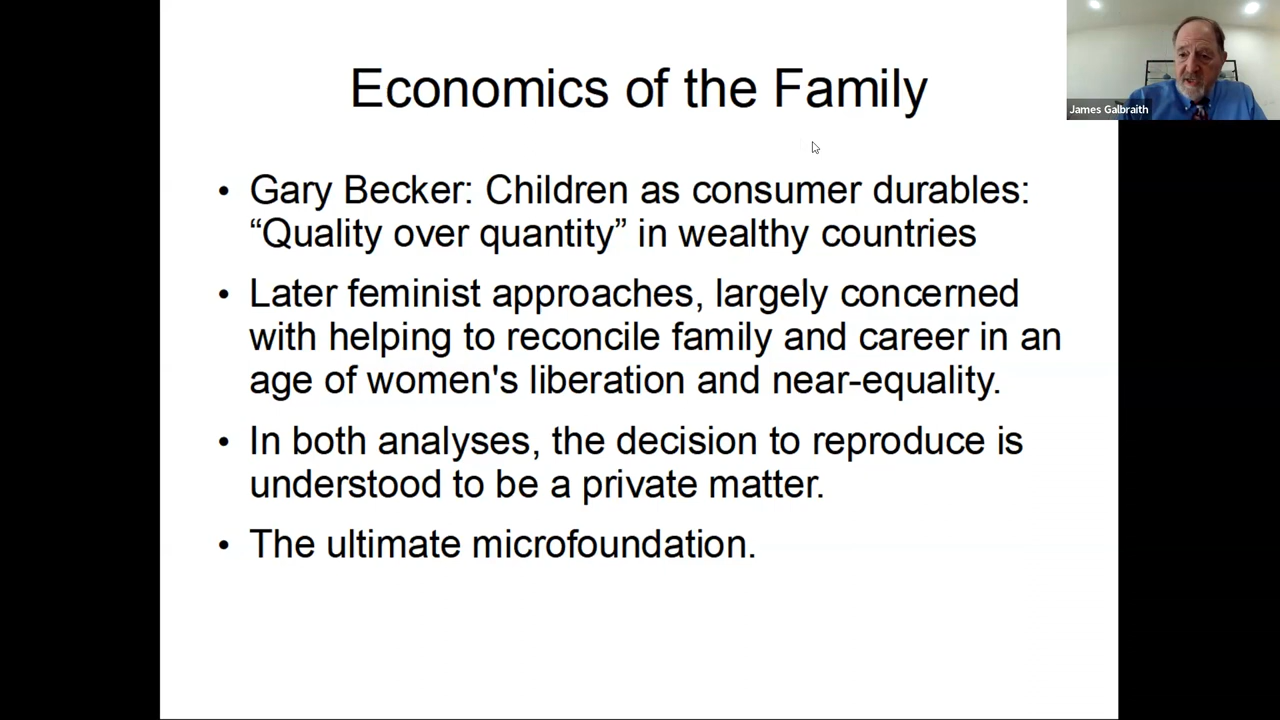 Economics of the Family
James Galbraith
• Gary Becker: Children as consumer durables:
“Quality over quantity” in wealthy countries
• Later feminist approaches, largely concerned
with helping to reconcile family and career in an
age of women's liberation and near-equality.
• In both analyses, the decision to reproduce is
understood to be a private matter.
• The ultimate microfoundation.